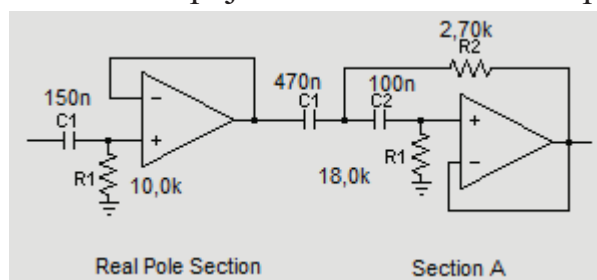 2,70k
R2
470n
100n
150n
C1
C2
C1
-
+
+
-
R1
10,0k
18,0k
R1
Real Pole Section
Section A